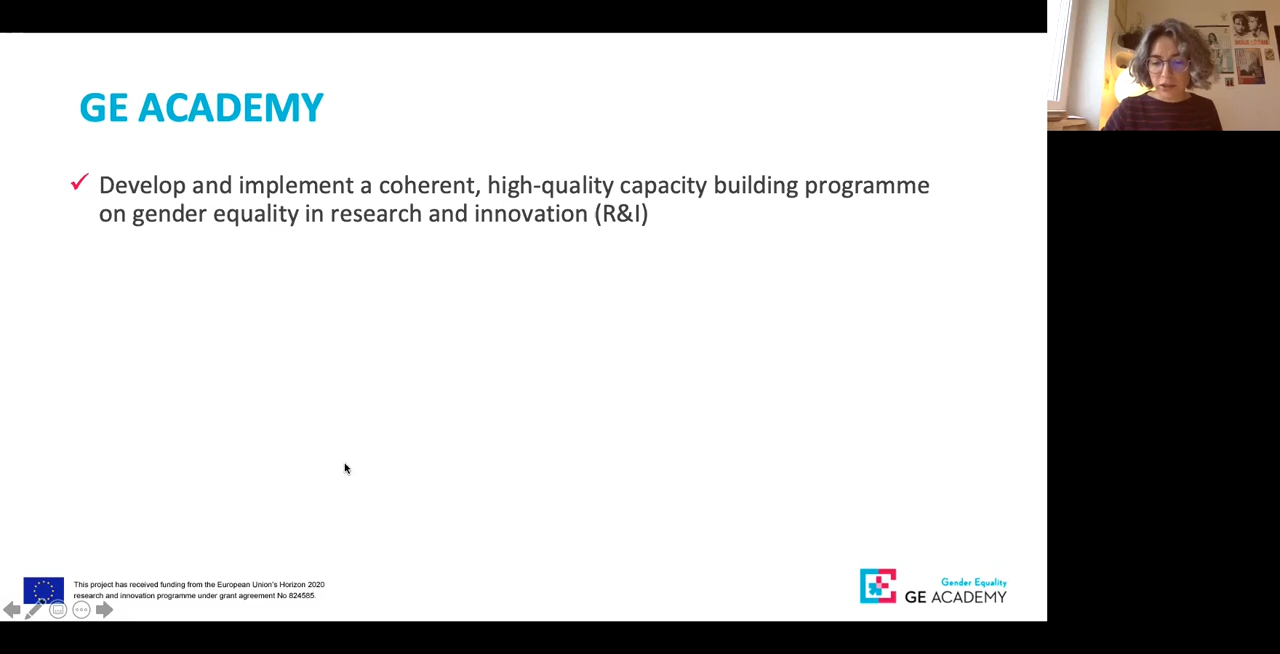 GE ACADEMY
✓ Develop and implement a coherent, high-quality capacity building programme
on gender equality in research and innovation (R&I)
This project has received funding from the European Union's Horizon 2020
research and innovation programme under grant agreement No 824585.
Gender Equality
GE ACADEMY